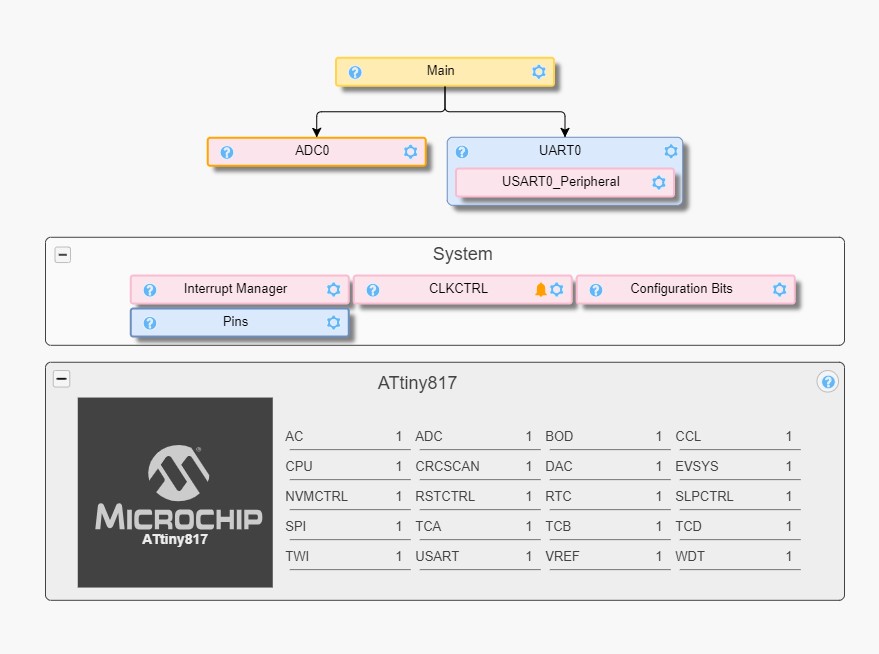 Main
ADC0
UART0
USART0_Peripheral
System
Interrupt Manager
CLKCTRL
Configuration Bits
Pins
ATtiny817
MICROCHIP
ATtiny817
AC 1 ADC 1 BOD 1 CCL 1
CPU 1 CRCSCAN 1 DAC 1 EVSYS 1
NVMCTRL 1 RSTCTRL 1 RTC 1 SLPCTRL 1
SPI 1 TCA 1 TCB 1 TCD 1
TWI 1 USART 1 VREF 1 WDT 1